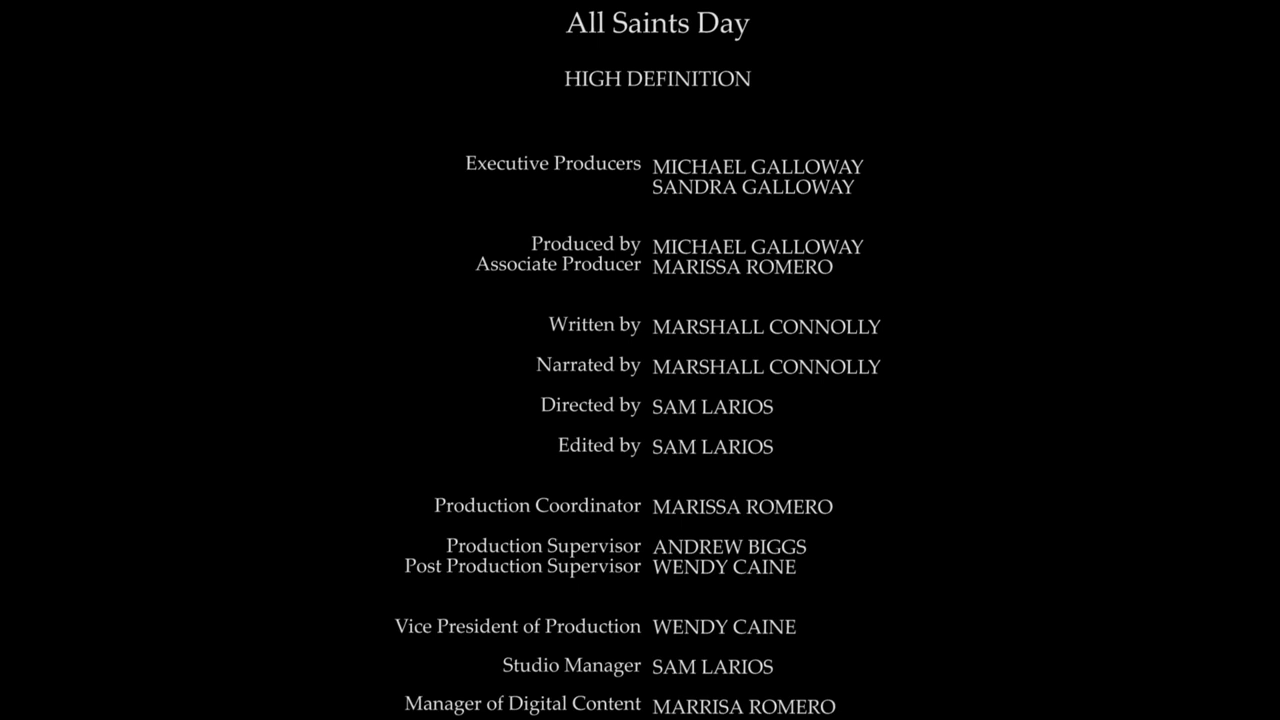 All Saints Day
HIGH DEFINITION
Executive Producers MICHAEL GALLOWAY
SANDRA GALLOWAY
Produced by MICHAEL GALLOWAY
Associate Producer MARISSA ROMERO
Written by MARSHALL CONNOLLY
Narrated by MARSHALL CONNOLLY
Directed by SAM LARIOS
Edited by SAM LARIOS
Production Coordinator MARISSA ROMERO
Production Supervisor ANDREW BIGGS
Post Production Supervisor WENDY CAINE
Vice President of Production WENDY CAINE
Studio Manager SAM LARIOS
Manager of Digital Content MARRISA ROMERO